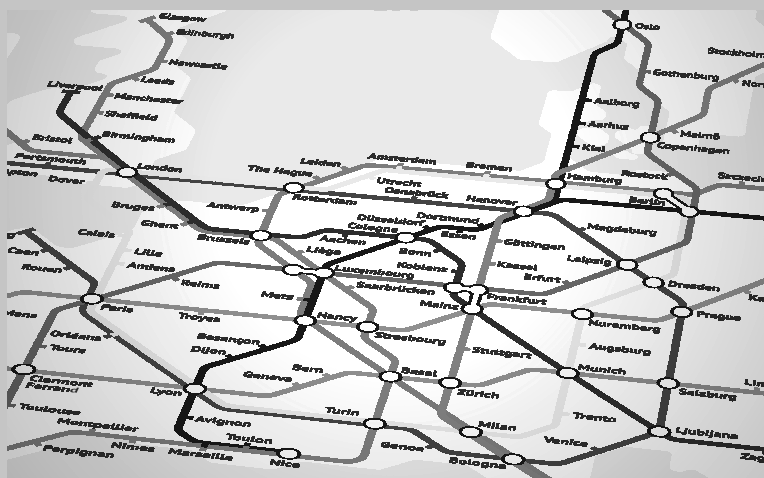 Glasgow
Edinburgh
Oslo
Stockholm
Newcastle
Gothenburg
Leeds
Liverpool
Manchester
Aalborg
Sheffield
Aarhus
Malmö
Bristol
Birmingham
Kiel
Copenhagen
Portsmouth
Dover
London
The Hague
Leiden
Amsterdam
Bremen
Hamburg
Rostock
Utrecht
Osnabrück
Hanover
Berlin
Rotterdam
Bruges
Antwerp
Ghent
Düsseldorf
Dortmund
Magdeburg
Calais
Brussels
Cologne
Essen
Aachen
Göttingen
Caen
Lille
Liège
Bonn
Leipzig
Rouen
Amiens
Luxembourg
Koblenz
Kassel
Erfurt
Dresden
Reims
Saarbrücken
Metz
Mainz
Frankfurt
Paris
Troyes
Nancy
Nuremberg
Prague
Orléans
Besançon
Strasbourg
Tours
Dijon
Stuttgart
Augsburg
Clermont
Ferrand
Geneva
Bern
Basel
Munich
Lyon
Zürich
Salzburg
Toulouse
Turin
Trento
Montpellier
Avignon
Milan
Ljubljana
Perpignan
Nimes
Marseille
Toulon
Nice
Genoa
Bologna
Venice